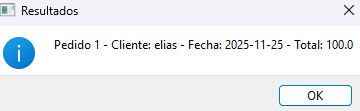 Resultados
Pedido 1 - Cliente: elias - Fecha: 2025-11-25 - Total: 100.0
OK